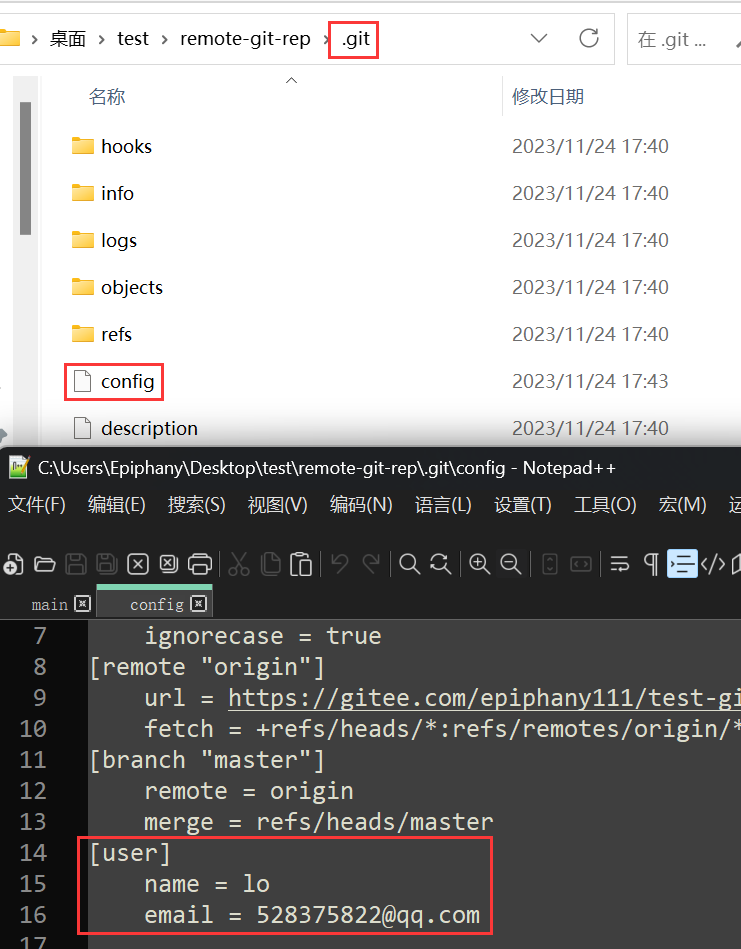 桌面 test remote-git-rep .git 在 .git ...
名称 修改日期
hooks 2023/11/24 17:40
info 2023/11/24 17:40
logs 2023/11/24 17:40
objects 2023/11/24 17:40
refs 2023/11/24 17:40
config 2023/11/24 17:43
description 2023/11/24 17:40
C:\Users\Epiphany\Desktop\test\remote-git-rep\.git\config - Notepad++
文件(F) 编辑(E) 搜索(S) 视图(V) 编码(N) 语言(L) 设置(T) 工具(O) 宏(M) 运
main config
7 ignorecase = true
8 [remote "origin"]
9 url = https://gitee.com/epiphany111/test-gi
10 fetch = +refs/heads/*:refs/remotes/origin/*
11 [branch "master"]
12 remote = origin
13 merge = refs/heads/master
14 [user]
15 name = lo
16 email = 528375822@qq.com
17